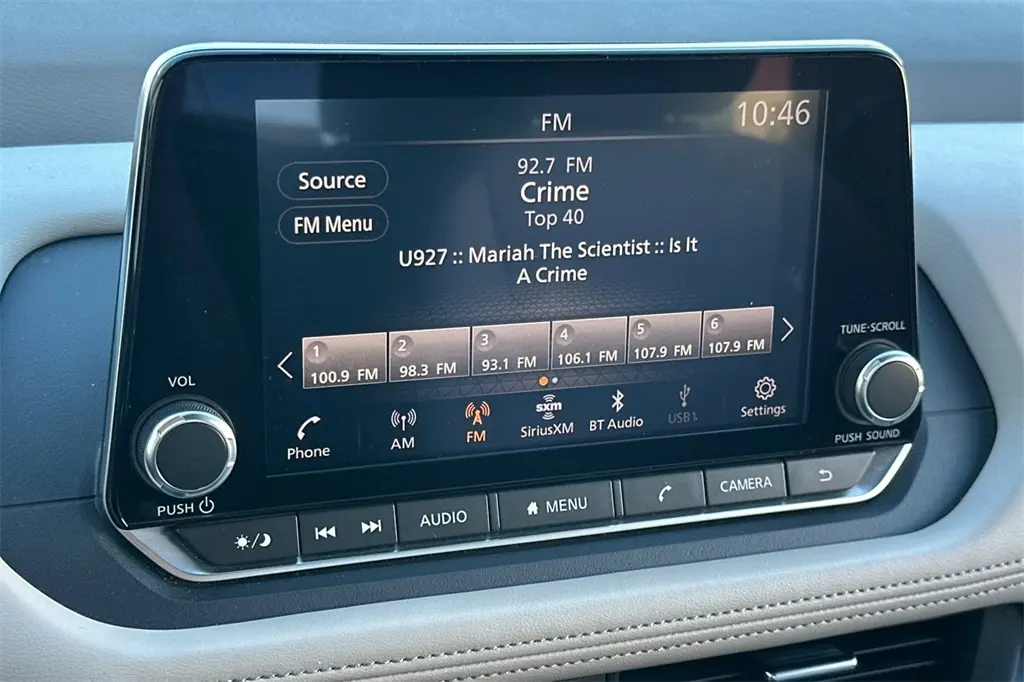 FM
10:46
Source
FM Menu
92.7 FM
Crime
Top 40
U927 :: Mariah The Scientist :: Is It
A Crime
1
100.9 FM
2
98.3 FM
3
93.1 FM
4
106.1 FM
5
107.9 FM
6
107.9 FM
Phone
AM
FM
sxm
SiriusXM
BT Audio
USB1
Settings
VOL
PUSH
TUNE·SCROLL
PUSH SOUND
AUDIO
MENU
CAMERA